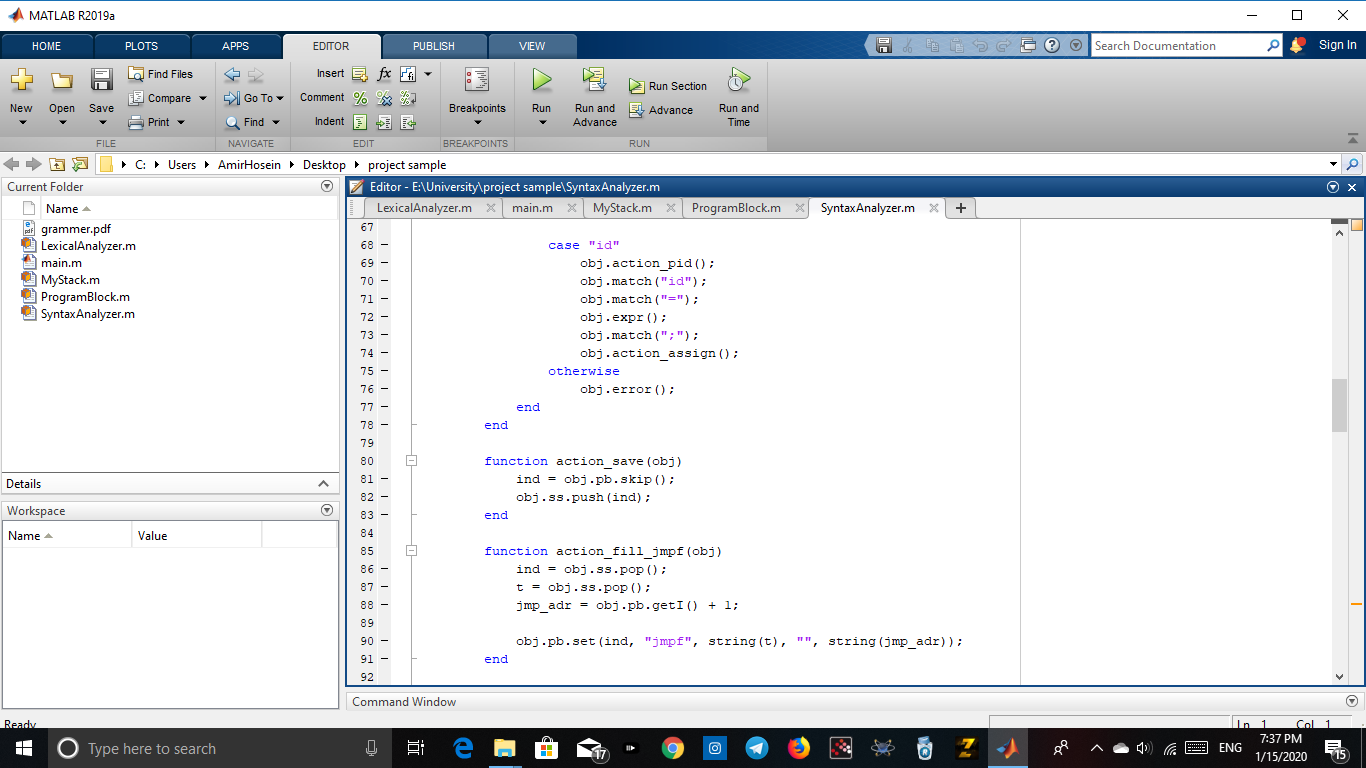 MATLAB R2019a
HOME PLOTS APPS EDITOR PUBLISH VIEW
Search Documentation Sign In
New Open Save Find Files Compare Print
Go To Find
Insert fx Comment Indent
Breakpoints
Run Run and Advance Run Section Advance Run and Time
FILE NAVIGATE EDIT BREAKPOINTS RUN
C: Users AmirHosein Desktop project sample
Current Folder
Name
grammer.pdf
LexicalAnalyzer.m
main.m
MyStack.m
ProgramBlock.m
SyntaxAnalyzer.m
Details
Workspace
Name Value
Editor - E:\University\project sample\SyntaxAnalyzer.m
LexicalAnalyzer.m main.m MyStack.m ProgramBlock.m SyntaxAnalyzer.m +
67
68 – case "id"
69 – obj.action_pid();
70 – obj.match("id");
71 – obj.match("=");
72 – obj.expr();
73 – obj.match(";");
74 – obj.action_assign();
75 – otherwise
76 – obj.error();
77 – end
78 – end
79
80 function action_save(obj)
81 – ind = obj.pb.skip();
82 – obj.ss.push(ind);
83 – end
84
85 function action_fill_jmpf(obj)
86 – ind = obj.ss.pop();
87 – t = obj.ss.pop();
88 – jmp_adr = obj.pb.getI() + 1;
89
90 – obj.pb.set(ind, "jmpf", string(t), "", string(jmp_adr));
91 – end
92
Command Window
Ready
Ln 1 Col 1
Type here to search
17
ENG
7:37 PM
1/15/2020
15